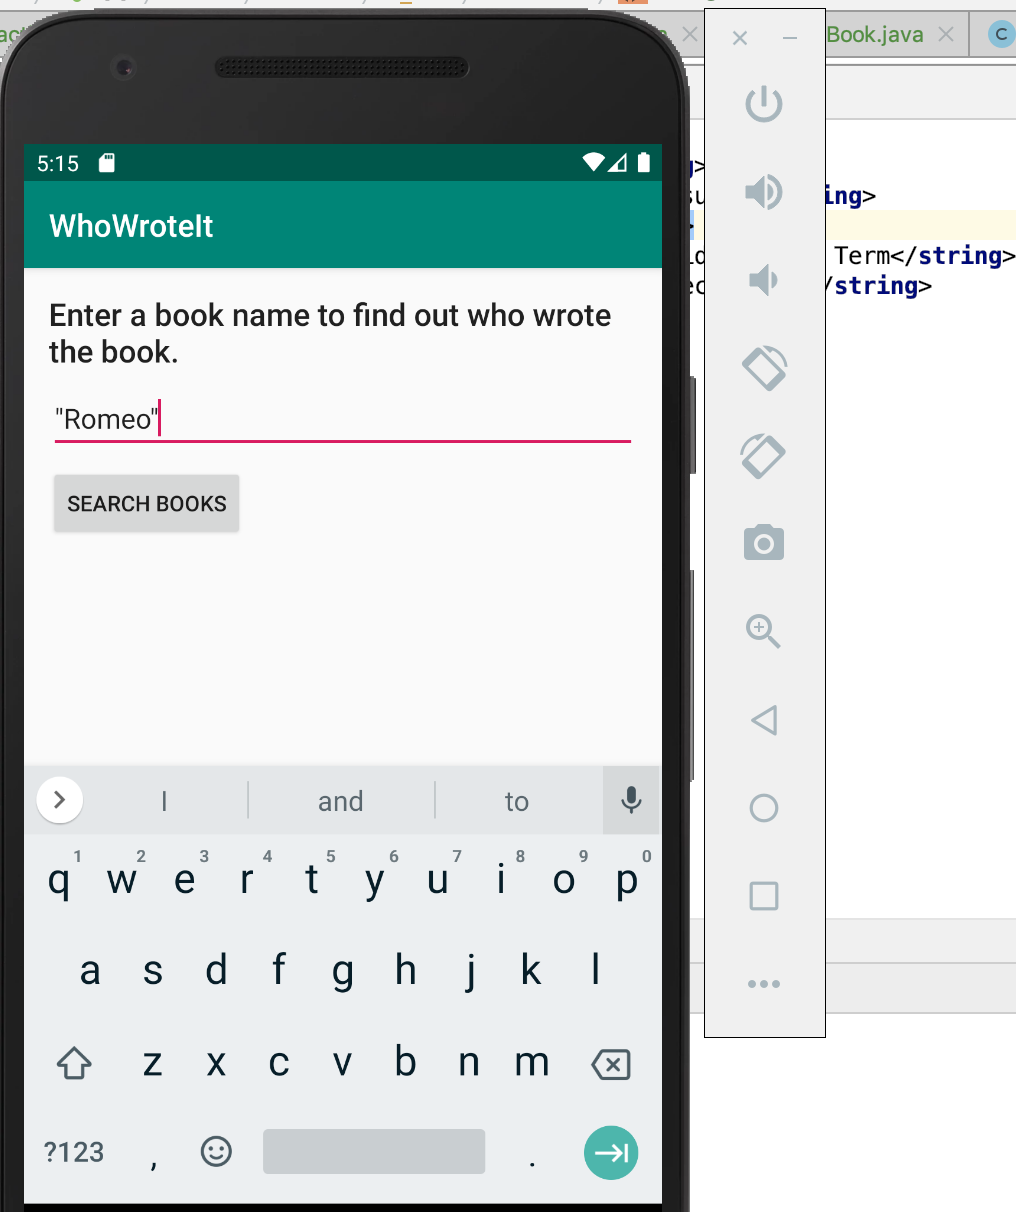 Book.java
C
5:15
WhoWroteIt
ing>
Term</string>
/string>
Enter a book name to find out who wrote
the book.
"Romeo"
SEARCH BOOKS
I and to
1 2 3 4 5 6 7 8 9 0
q w e r t y u i o p
a s d f g h j k l
z x c v b n m
?123 , .